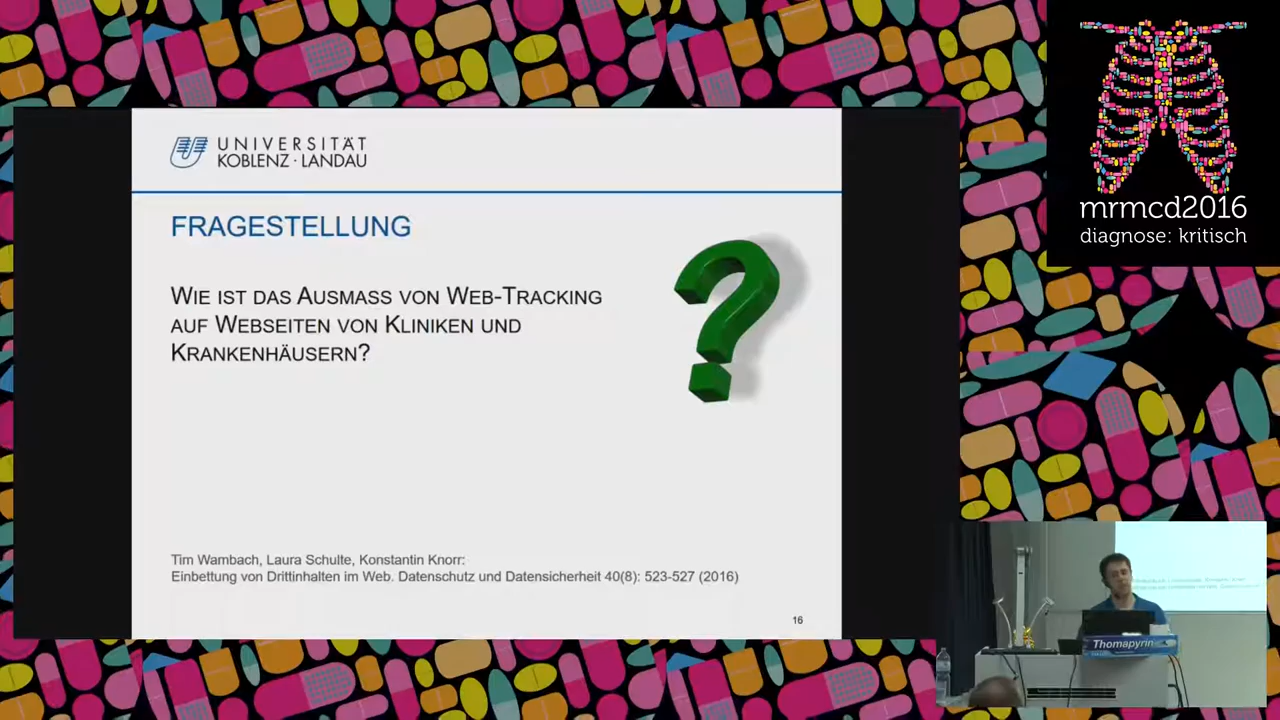 UNIVERSITÄT
KOBLENZ · LANDAU
FRAGESTELLUNG
WIE IST DAS AUSMASS VON WEB-TRACKING
AUF WEBSEITEN VON KLINIKEN UND
KRANKENHÄUSERN?
Tim Wambach, Laura Schulte, Konstantin Knorr:
Einbettung von Drittinhalten im Web. Datenschutz und Datensicherheit 40(8): 523-527 (2016)
16
mrmcd2016
diagnose: kritisch
Thomapyrin